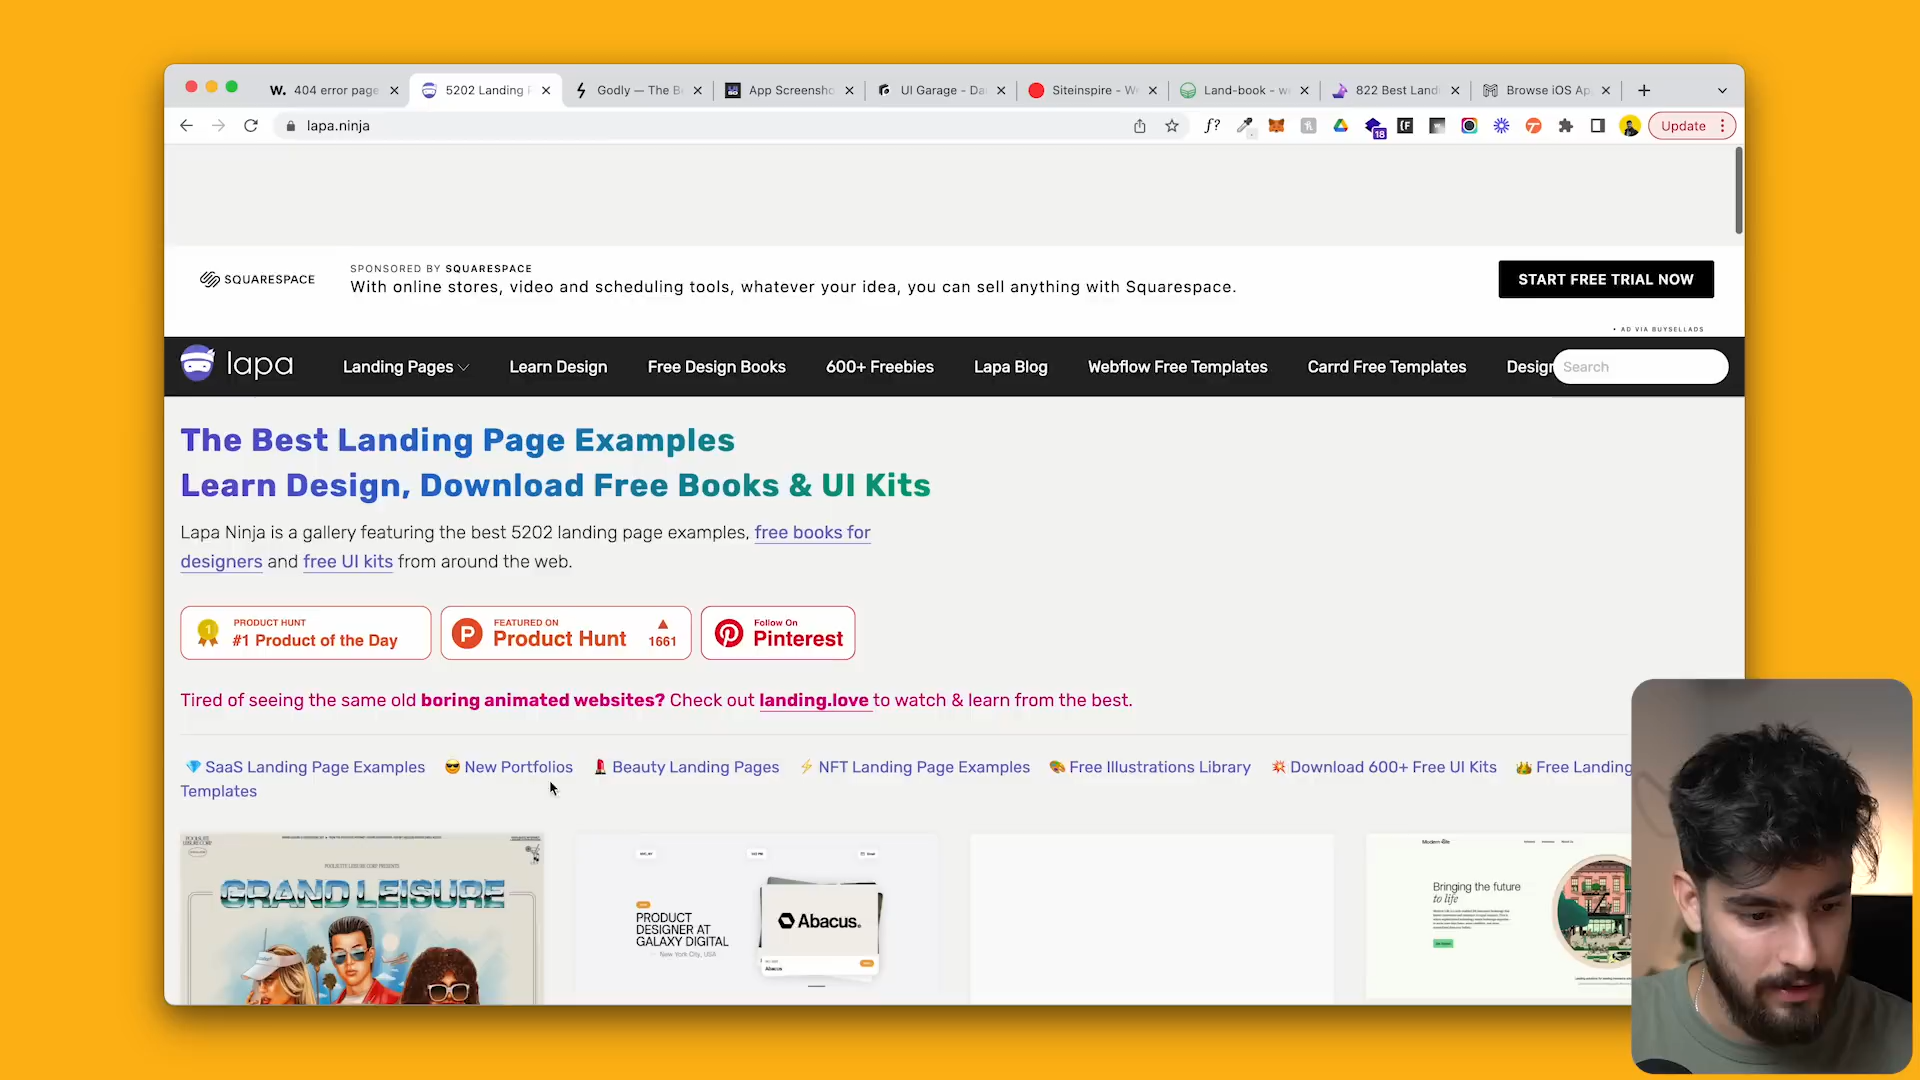 W. 404 error page
5202 Landing
Godly — The B
App Screensho
UI Garage - Da
Siteinspire - W
Land-book - w
822 Best Landi
Browse iOS Ap
lapa.ninja
f?
18
Update
SQUARESPACE
SPONSORED BY SQUARESPACE
With online stores, video and scheduling tools, whatever your idea, you can sell anything with Squarespace.
START FREE TRIAL NOW
• AD VIA BUYSELLADS
lapa
Landing Pages
Learn Design
Free Design Books
600+ Freebies
Lapa Blog
Webflow Free Templates
Carrd Free Templates
Design
Search
The Best Landing Page Examples
Learn Design, Download Free Books & UI Kits
Lapa Ninja is a gallery featuring the best 5202 landing page examples, free books for
designers and free UI kits from around the web.
1
PRODUCT HUNT
#1 Product of the Day
P
FEATURED ON
Product Hunt
1661
Follow On
Pinterest
Tired of seeing the same old boring animated websites? Check out landing.love to watch & learn from the best.
💎 SaaS Landing Page Examples 😎 New Portfolios 💄 Beauty Landing Pages ⚡ NFT Landing Page Examples 🎨 Free Illustrations Library 💥 Download 600+ Free UI Kits 👑 Free Landing
Templates
GRAND LEISURE
PRODUCT
DESIGNER AT
GALAXY DIGITAL
New York City, USA
Abacus.
Abacus
Bringing the future
to life